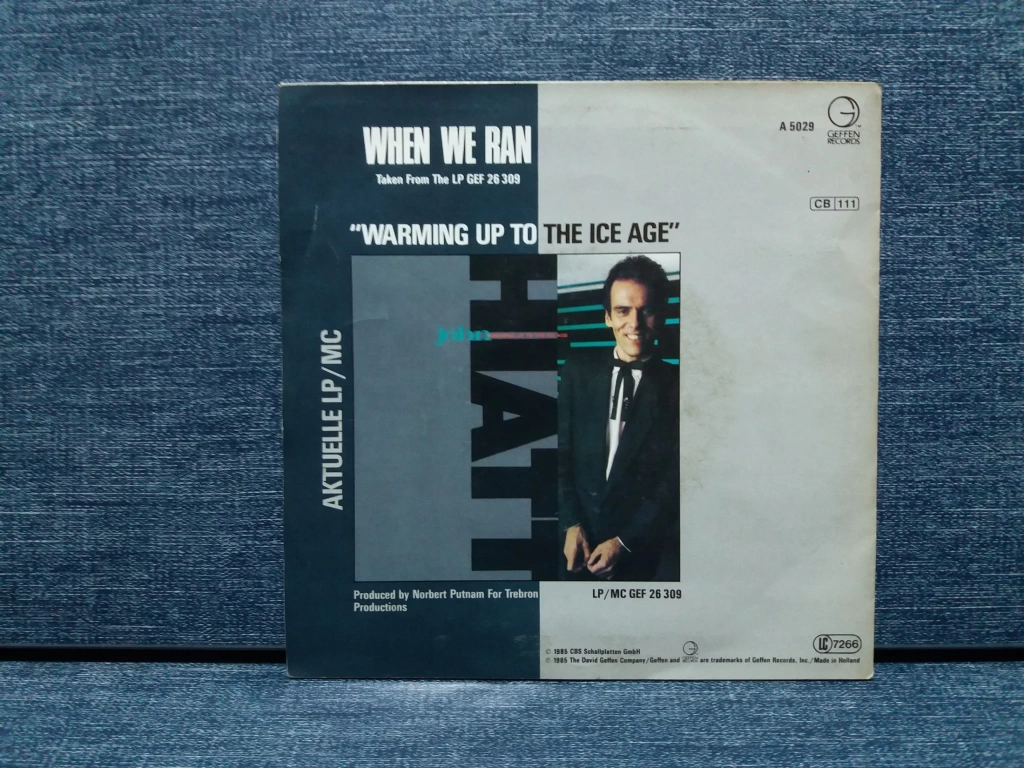 WHEN WE RAN
Taken From The LP GEF 26 309
A 5029
GEFFEN
RECORDS
CB 111
"WARMING UP TO THE ICE AGE"
AKTUELLE LP/MC
john
HIATT
Produced by Norbert Putnam For Trebron
Productions
LP/MC GEF 26 309
℗ 1985 CBS Schallplatten GmbH
© 1985 The David Geffen Company/Geffen and GEFFEN RECORDS are trademarks of Geffen Records, Inc./Made in Holland
LC 7266